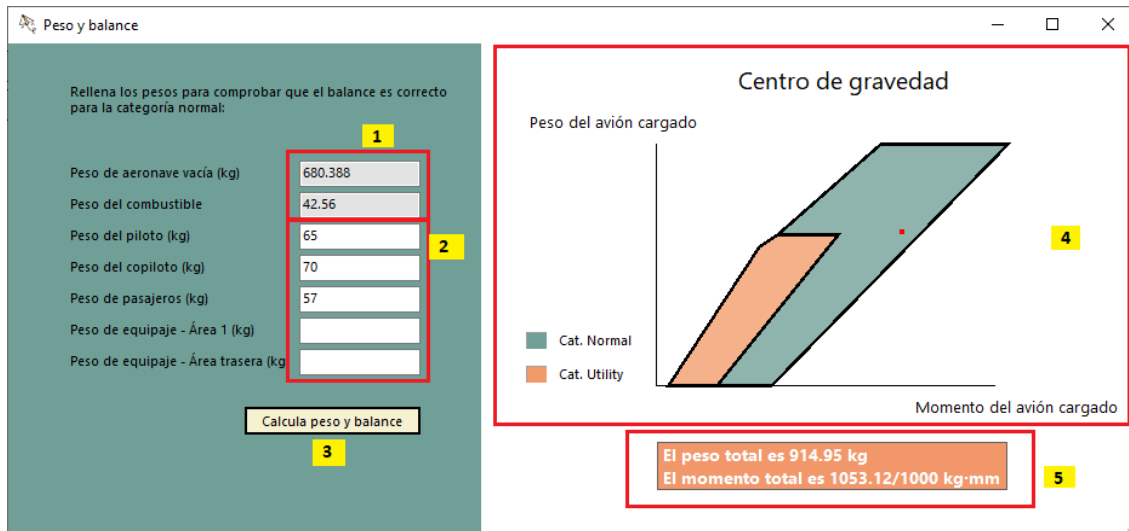 Peso y balance
Rellena los pesos para comprobar que el balance es correcto
para la categoría normal:
1
Peso de aeronave vacía (kg)
680.388
Peso del combustible
42.56
Peso del piloto (kg)
65
2
Peso del copiloto (kg)
70
Peso de pasajeros (kg)
57
Peso de equipaje - Área 1 (kg)
Peso de equipaje - Área trasera (kg
Calcula peso y balance
3
Centro de gravedad
Peso del avión cargado
4
Cat. Normal
Cat. Utility
Momento del avión cargado
El peso total es 914.95 kg
El momento total es 1053.12/1000 kg·mm
5